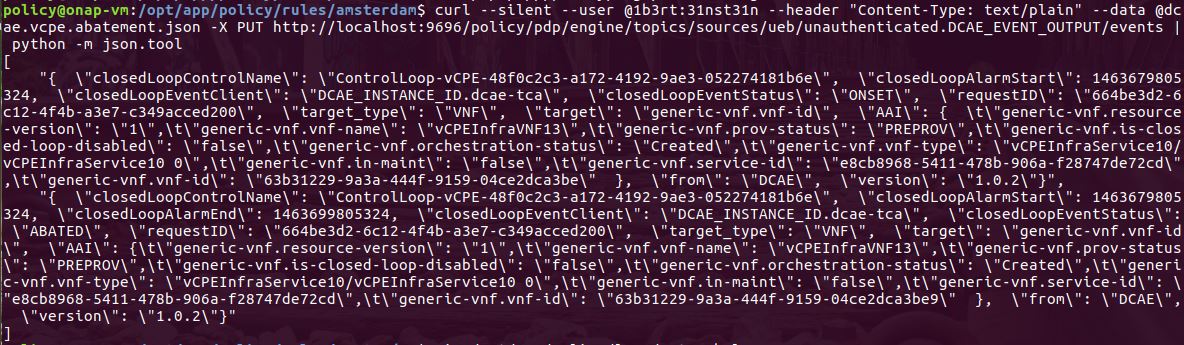 policy@onap-vm:/opt/app/policy/rules/amsterdam$ curl --silent --user @1b3rt:31nst31n --header "Content-Type: text/plain" --data @dc
ae.vcpe.abatement.json -X PUT http://localhost:9696/policy/pdp/engine/topics/sources/ueb/unauthenticated.DCAE_EVENT_OUTPUT/events |
 python -m json.tool
[
    "{  \"closedLoopControlName\": \"ControlLoop-vCPE-48f0c2c3-a172-4192-9ae3-052274181b6e\",  \"closedLoopAlarmStart\": 1463679805
324,  \"closedLoopEventClient\": \"DCAE_INSTANCE_ID.dcae-tca\",  \"closedLoopEventStatus\": \"ONSET\",  \"requestID\": \"664be3d2-6
c12-4f4b-a3e7-c349acced200\",  \"target_type\": \"VNF\",  \"target\": \"generic-vnf.vnf-id\",  \"AAI\": {  \"generic-vnf.resource
-version\": \"1\",\t\"generic-vnf.vnf-name\": \"vCPEInfraVNF13\",\t\"generic-vnf.prov-status\": \"PREPROV\",\t\"generic-vnf.is-clos
ed-loop-disabled\": \"false\",\t\"generic-vnf.orchestration-status\": \"Created\",\t\"generic-vnf.vnf-type\": \"vCPEInfraService10/
vCPEInfraService10 0\",\t\"generic-vnf.in-maint\": \"false\",\t\"generic-vnf.service-id\": \"e8cb8968-5411-478b-906a-f28747de72cd\"
,\t\"generic-vnf.vnf-id\": \"63b31229-9a3a-444f-9159-04ce2dca3be\"  },  \"from\": \"DCAE\",  \"version\": \"1.0.2\"}",
    "{  \"closedLoopControlName\": \"ControlLoop-vCPE-48f0c2c3-a172-4192-9ae3-052274181b6e\",  \"closedLoopAlarmStart\": 1463679805
324,  \"closedLoopAlarmEnd\": 1463699805324,  \"closedLoopEventClient\": \"DCAE_INSTANCE_ID.dcae-tca\",  \"closedLoopEventStatus\":
 \"ABATED\",  \"requestID\": \"664be3d2-6c12-4f4b-a3e7-c349acced200\",  \"target_type\": \"VNF\",  \"target\": \"generic-vnf.vnf-id
\",  \"AAI\": {\t\"generic-vnf.resource-version\": \"1\",\t\"generic-vnf.vnf-name\": \"vCPEInfraVNF13\",\t\"generic-vnf.prov-status
\": \"PREPROV\",\t\"generic-vnf.is-closed-loop-disabled\": \"false\",\t\"generic-vnf.orchestration-status\": \"Created\",\t\"generi
c-vnf.vnf-type\": \"vCPEInfraService10/vCPEInfraService10 0\",\t\"generic-vnf.in-maint\": \"false\",\t\"generic-vnf.service-id\": \
"e8cb8968-5411-478b-906a-f28747de72cd\",\t\"generic-vnf.vnf-id\": \"63b31229-9a3a-444f-9159-04ce2dca3be9\"  },  \"from\": \"DCAE\",
  \"version\": \"1.0.2\"}"
]